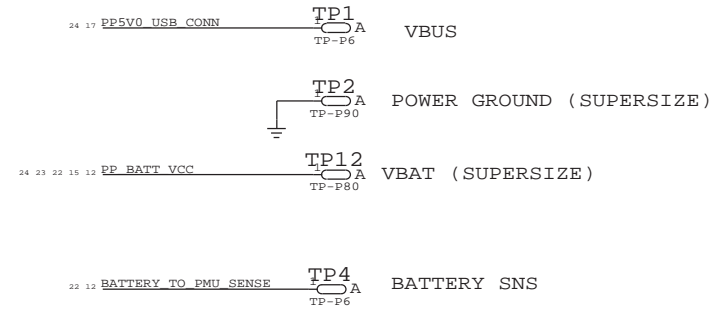 TP1
24 17 PP5V0_USB_CONN 1 A VBUS
TP-P6
TP2
1 A POWER GROUND (SUPERSIZE)
TP-P90
TP12
24 23 22 15 12 PP_BATT_VCC 1 A VBAT (SUPERSIZE)
TP-P80
TP4
22 12 BATTERY_TO_PMU_SENSE 1 A BATTERY SNS
TP-P6